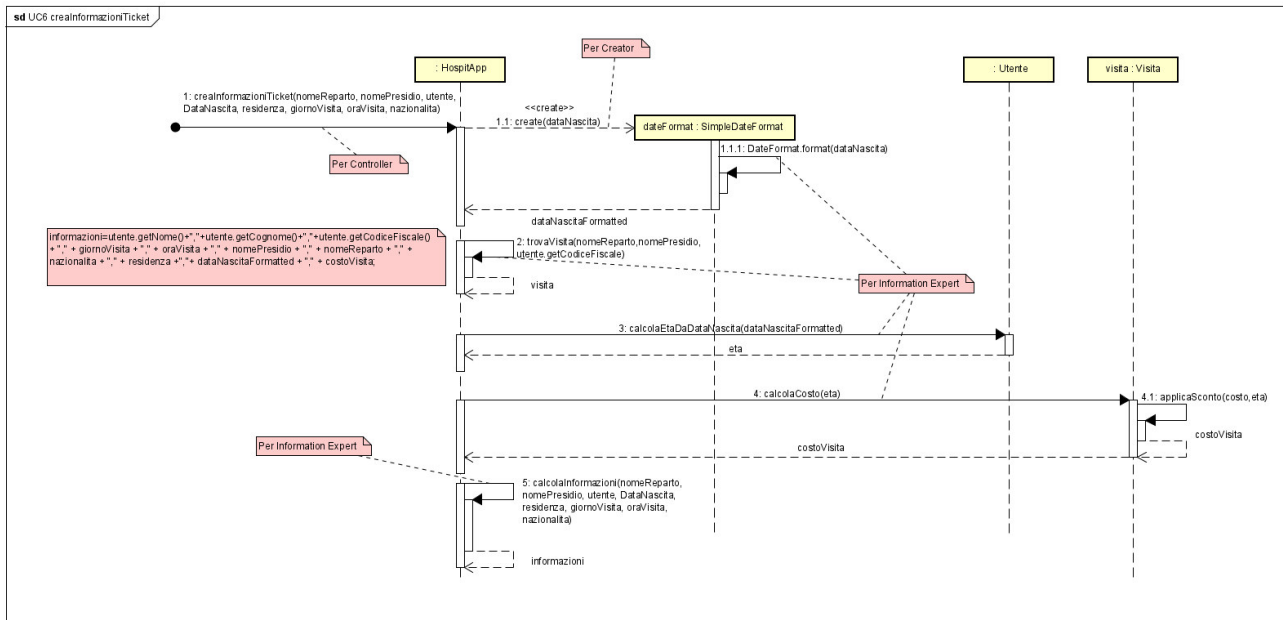 sd UC6 creaInformazioniTicket
Per Creator
: HospitApp
: Utente
visita : Visita
1: creaInformazioniTicket(nomeReparto, nomePresidio, utente,
DataNascita, residenza, giornoVisita, oraVisita, nazionalita)
<<create>>
1.1: create(dataNascita)
dateFormat : SimpleDateFormat
1.1.1: DateFormat.format(dataNascita)
Per Controller
dataNascitaFormatted
informazioni=utente.getNome()+","+utente.getCognome()+","+utente.getCodiceFiscale()
+ "," + giornoVisita + "," + oraVisita + "," + nomePresidio + "," + nomeReparto + "," +
nazionalita + "," + residenza +","+ dataNascitaFormatted + "," + costoVisita;
2: trovaVisita(nomeReparto,nomePresidio,
utente.getCodiceFiscale)
visita
Per Information Expert
3: calcolaEtaDaDataNascita(dataNascitaFormatted)
eta
4: calcolaCosto(eta)
4.1: applicaSconto(costo,eta)
costoVisita
costoVisita
Per Information Expert
5: calcolaInformazioni(nomeReparto,
nomePresidio, utente, DataNascita,
residenza, giornoVisita, oraVisita,
nazionalita)
informazioni